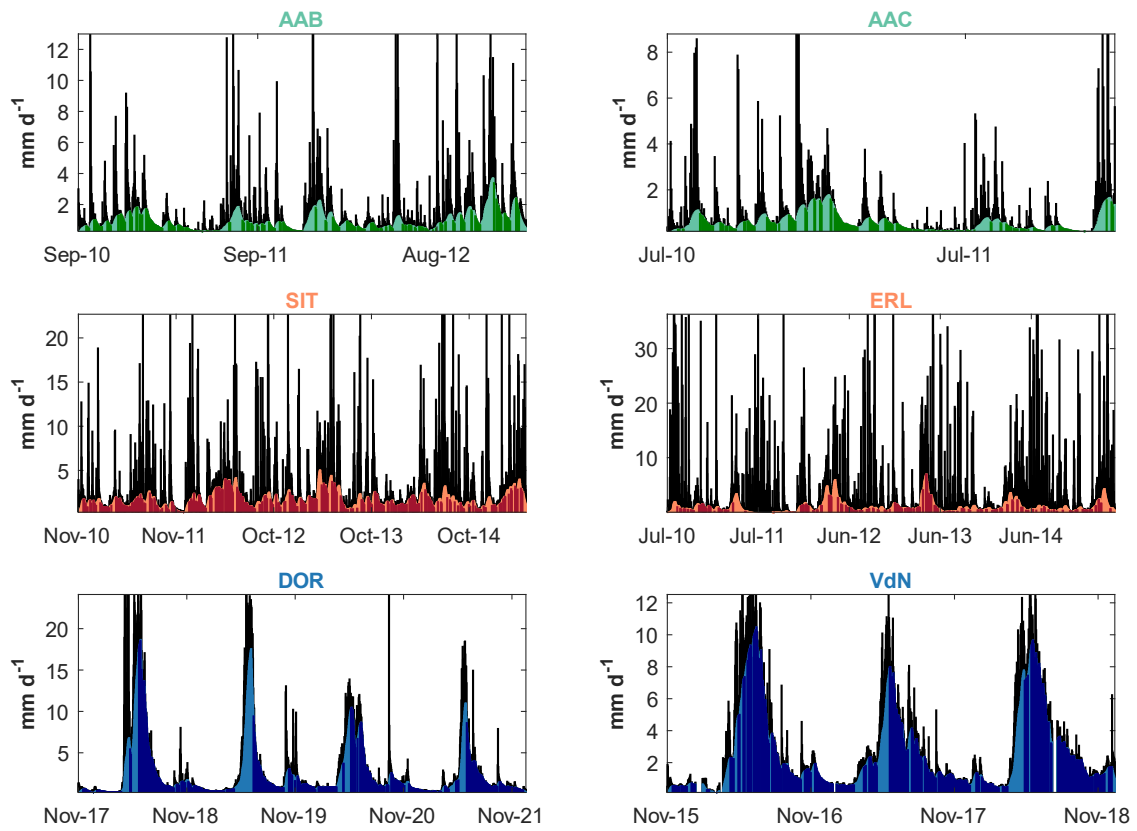 AAB
AAC
mm d-1
12
10
8
6
4
2
Sep-10 Sep-11 Aug-12
mm d-1
8
6
4
2
Jul-10 Jul-11
SIT
ERL
mm d-1
20
15
10
5
Nov-10 Nov-11 Oct-12 Oct-13 Oct-14
mm d-1
30
20
10
Jul-10 Jul-11 Jun-12 Jun-13 Jun-14
DOR
VdN
mm d-1
20
15
10
5
Nov-17 Nov-18 Nov-19 Nov-20 Nov-21
mm d-1
12
10
8
6
4
2
Nov-15 Nov-16 Nov-17 Nov-18